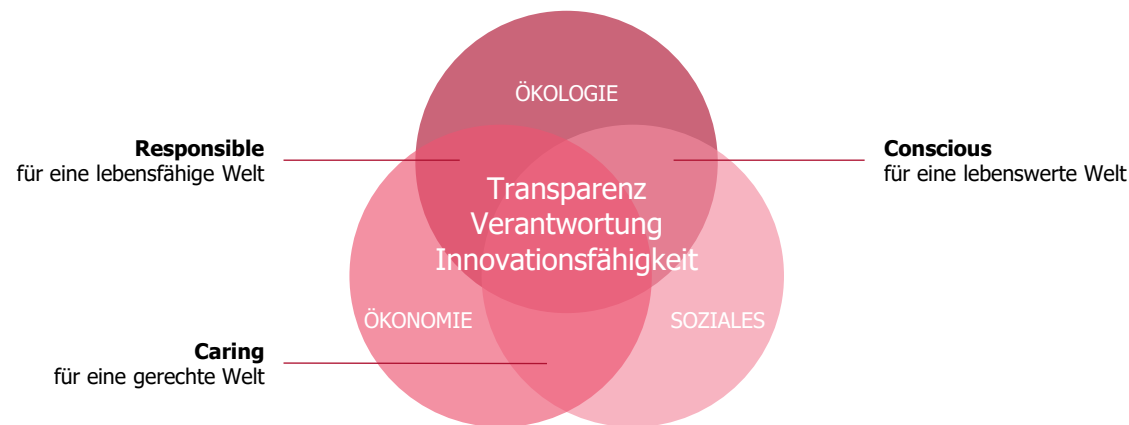 ÖKOLOGIE
Responsible
für eine lebensfähige Welt
Conscious
für eine lebenswerte Welt
Transparenz
Verantwortung
Innovationsfähigkeit
ÖKONOMIE
SOZIALES
Caring
für eine gerechte Welt